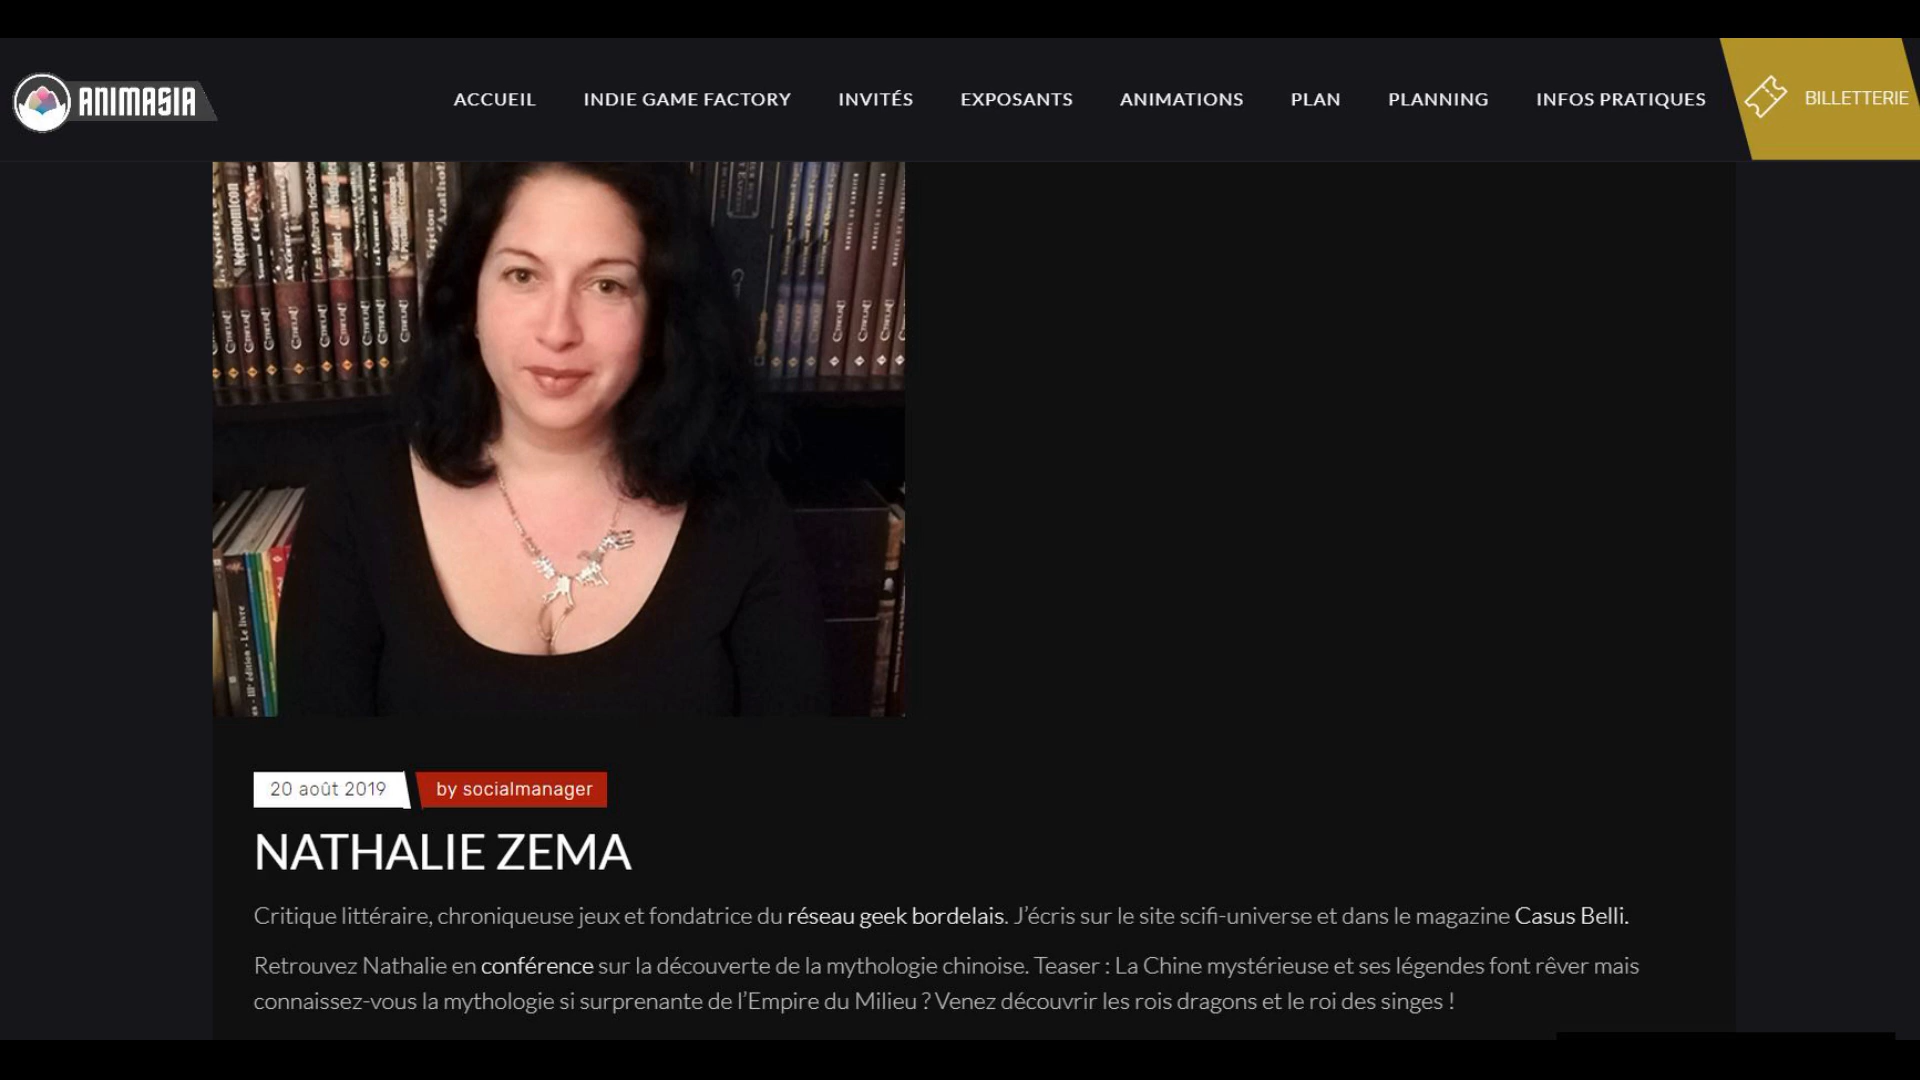 ANIMASIA
ACCUEIL
INDIE GAME FACTORY
INVITÉS
EXPOSANTS
ANIMATIONS
PLAN
PLANNING
INFOS PRATIQUES
BILLETTERIE
Nécronomicon
20 août 2019
by socialmanager
NATHALIE ZEMA
Critique littéraire, chroniqueuse jeux et fondatrice du réseau geek bordelais. J’écris sur le site scifi-universe et dans le magazine Casus Belli.
Retrouvez Nathalie en conférence sur la découverte de la mythologie chinoise. Teaser : La Chine mystérieuse et ses légendes font rêver mais
connaissez-vous la mythologie si surprenante de l’Empire du Milieu ? Venez découvrir les rois dragons et le roi des singes !